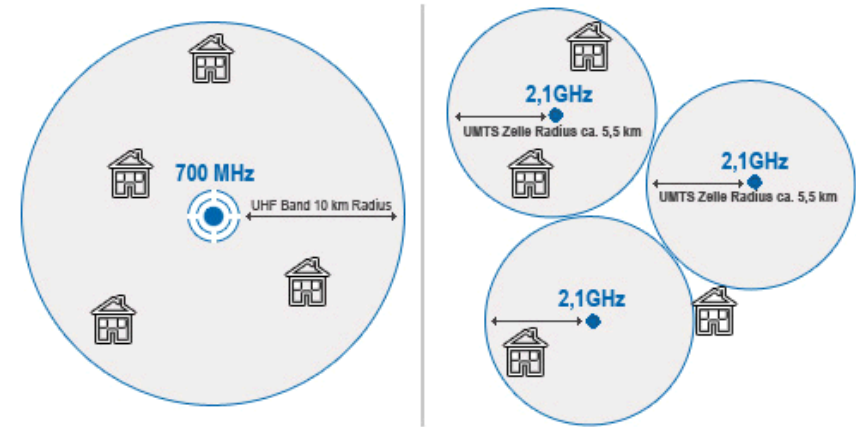 700 MHz
UHF Band 10 km Radius
2,1GHz
UMTS Zelle Radius ca. 5,5 km
2,1GHz
UMTS Zelle Radius ca. 5,5 km
2,1GHz